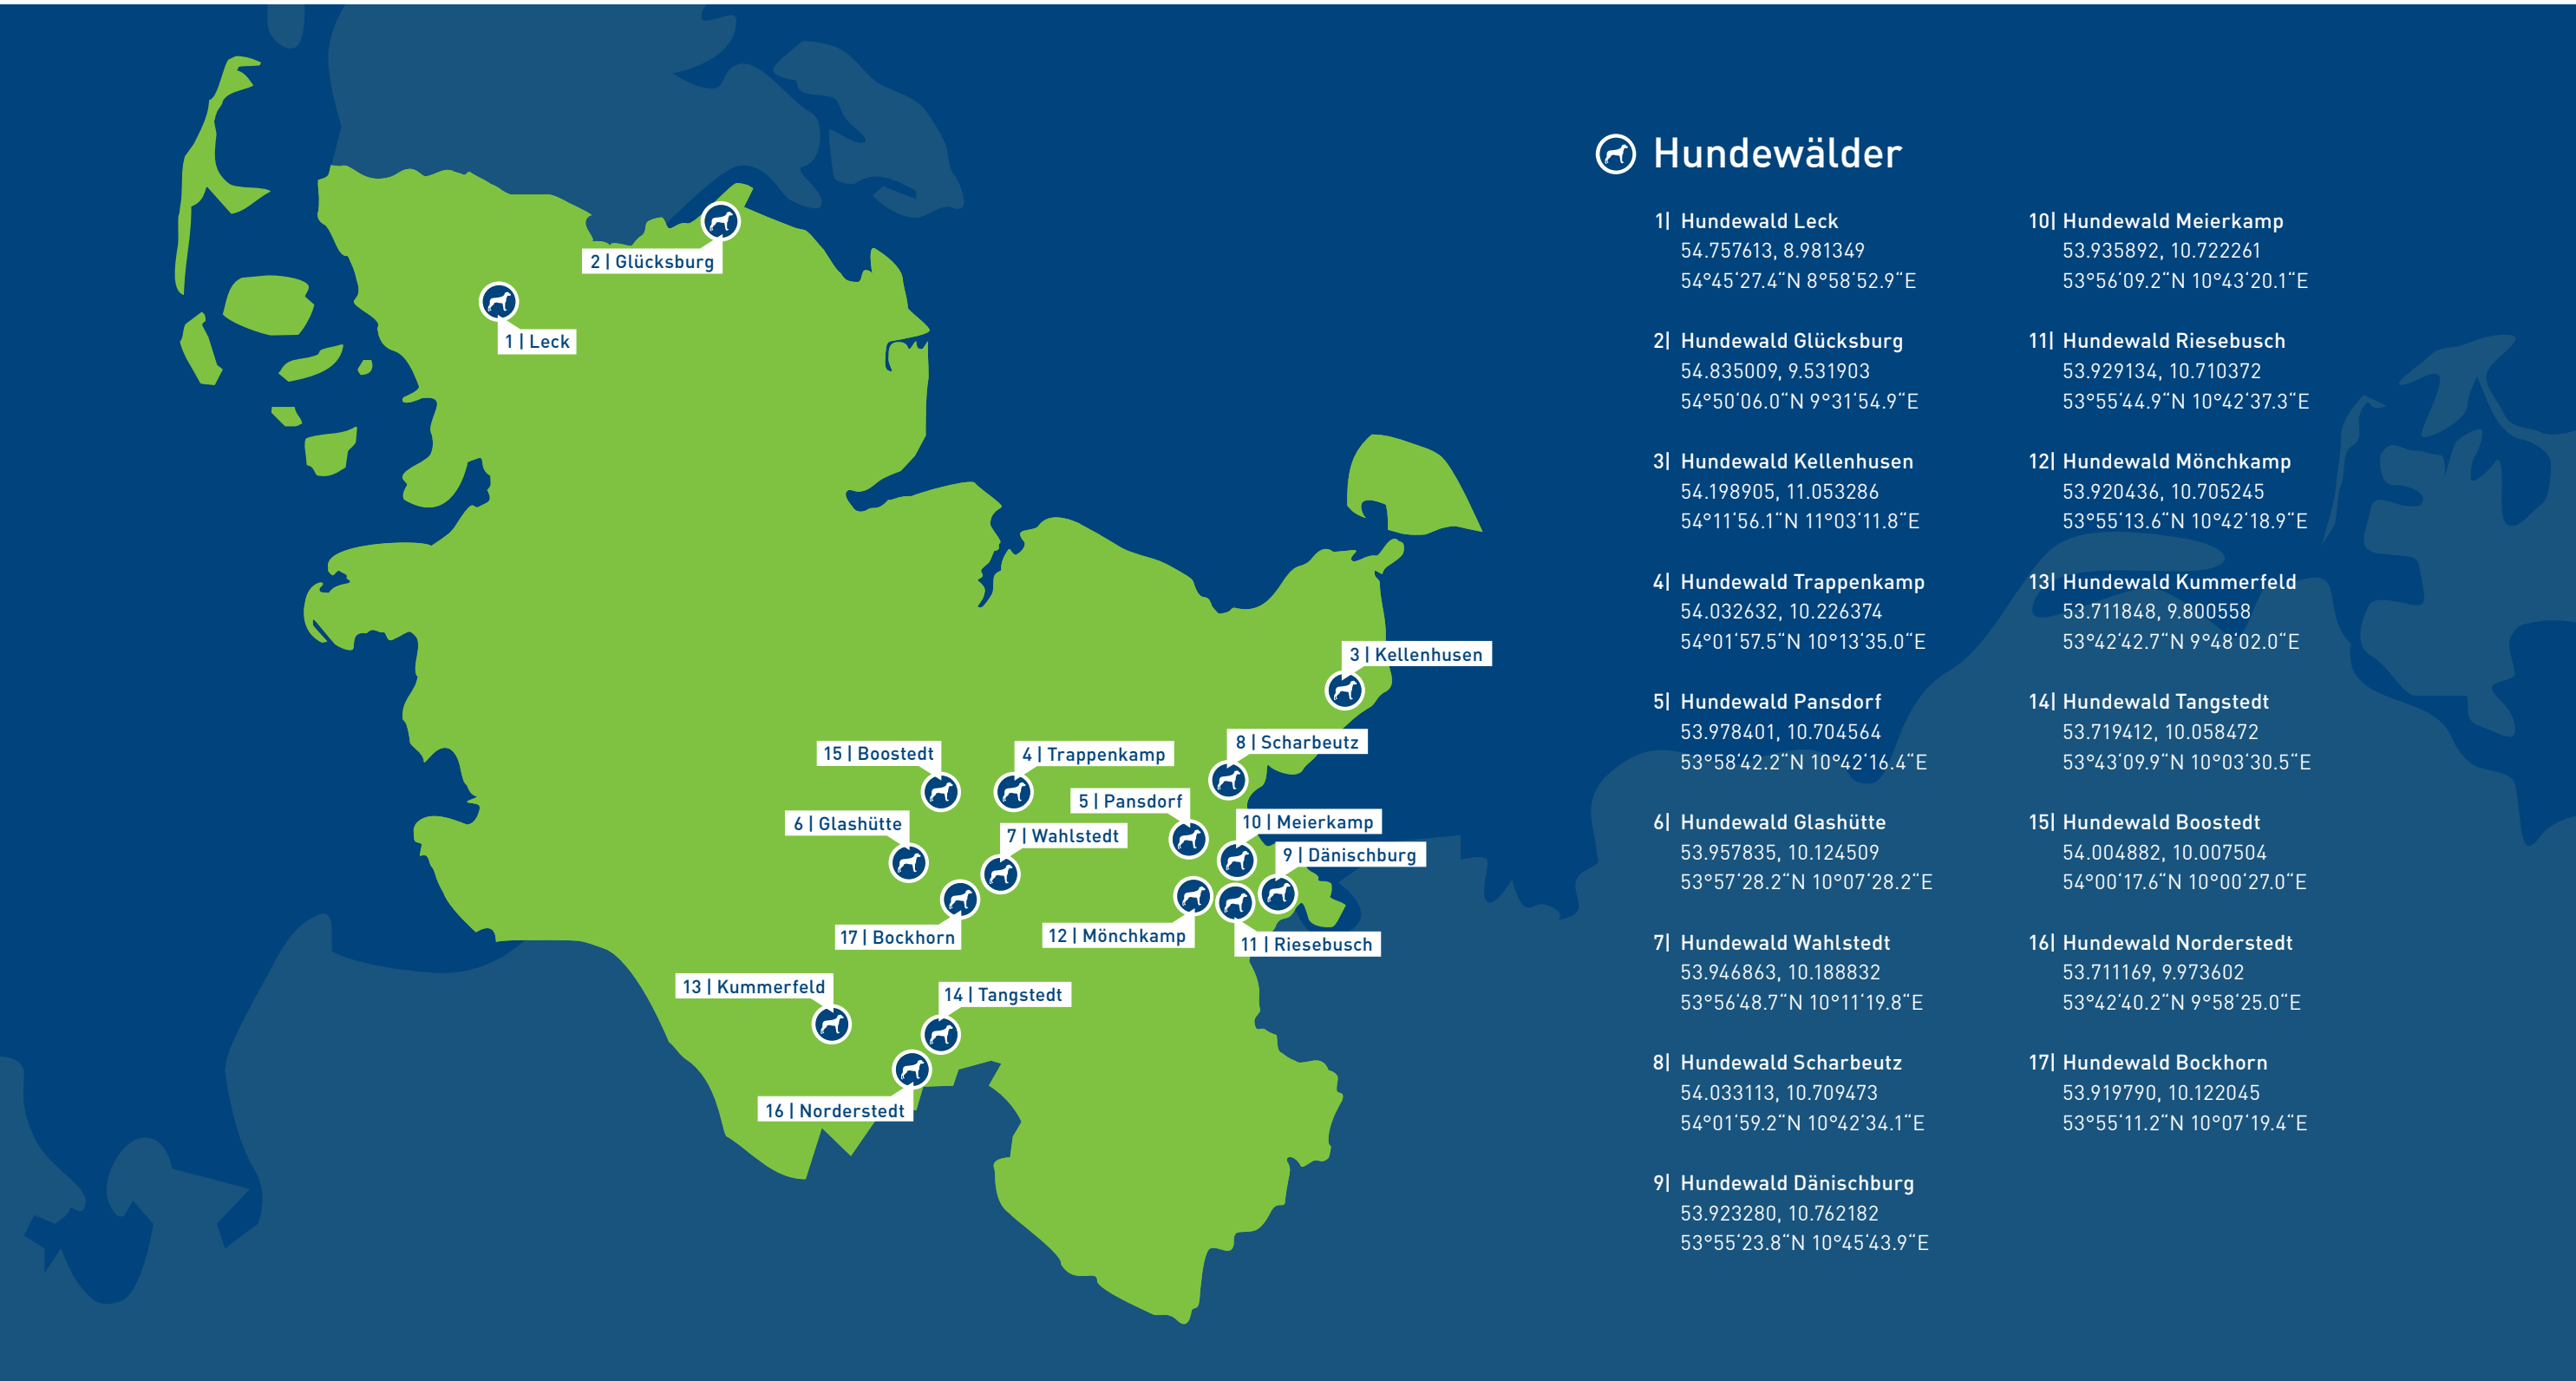 2 | Glücksburg
1 | Leck
3 | Kellenhusen
8 | Scharbeutz
15 | Boostedt
4 | Trappenkamp
5 | Pansdorf
6 | Glashütte
10 | Meierkamp
7 | Wahlstedt
9 | Dänischburg
17 | Bockhorn
12 | Mönchkamp
11 | Riesebusch
13 | Kummerfeld
14 | Tangstedt
16 | Norderstedt
Hundewälder
1| Hundewald Leck
54.757613, 8.981349
54°45‘27.4“N 8°58‘52.9“E
2| Hundewald Glücksburg
54.835009, 9.531903
54°50‘06.0“N 9°31‘54.9“E
3| Hundewald Kellenhusen
54.198905, 11.053286
54°11‘56.1“N 11°03‘11.8“E
4| Hundewald Trappenkamp
54.032632, 10.226374
54°01‘57.5“N 10°13‘35.0“E
5| Hundewald Pansdorf
53.978401, 10.704564
53°58‘42.2“N 10°42‘16.4“E
6| Hundewald Glashütte
53.957835, 10.124509
53°57‘28.2“N 10°07‘28.2“E
7| Hundewald Wahlstedt
53.946863, 10.188832
53°56‘48.7“N 10°11‘19.8“E
8| Hundewald Scharbeutz
54.033113, 10.709473
54°01‘59.2“N 10°42‘34.1“E
9| Hundewald Dänischburg
53.923280, 10.762182
53°55‘23.8“N 10°45‘43.9“E
10| Hundewald Meierkamp
53.935892, 10.722261
53°56‘09.2“N 10°43‘20.1“E
11| Hundewald Riesebusch
53.929134, 10.710372
53°55‘44.9“N 10°42‘37.3“E
12| Hundewald Mönchkamp
53.920436, 10.705245
53°55‘13.6“N 10°42‘18.9“E
13| Hundewald Kummerfeld
53.711848, 9.800558
53°42‘42.7“N 9°48‘02.0“E
14| Hundewald Tangstedt
53.719412, 10.058472
53°43‘09.9“N 10°03‘30.5“E
15| Hundewald Boostedt
54.004882, 10.007504
54°00‘17.6“N 10°00‘27.0“E
16| Hundewald Norderstedt
53.711169, 9.973602
53°42‘40.2“N 9°58‘25.0“E
17| Hundewald Bockhorn
53.919790, 10.122045
53°55‘11.2“N 10°07‘19.4“E